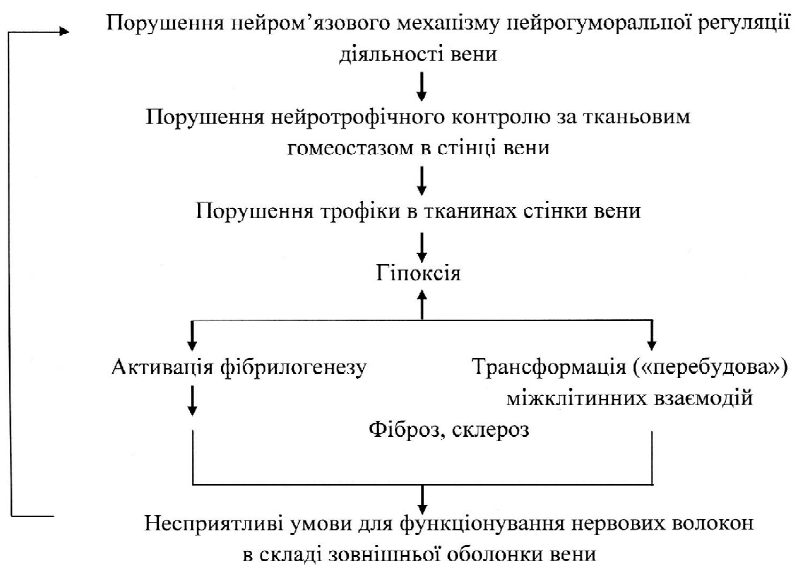 Порушення нейром’язового механізму нейрогуморальної регуляції
діяльності вени
Порушення нейротрофічного контролю за тканьовим
гомеостазом в стінці вени
Порушення трофіки в тканинах стінки вени
Гіпоксія
Активація фібрилогенезу
Трансформація («перебудова»)
міжклітинних взаємодій
Фіброз, склероз
Несприятливі умови для функціонування нервових волокон
в складі зовнішньої оболонки вени